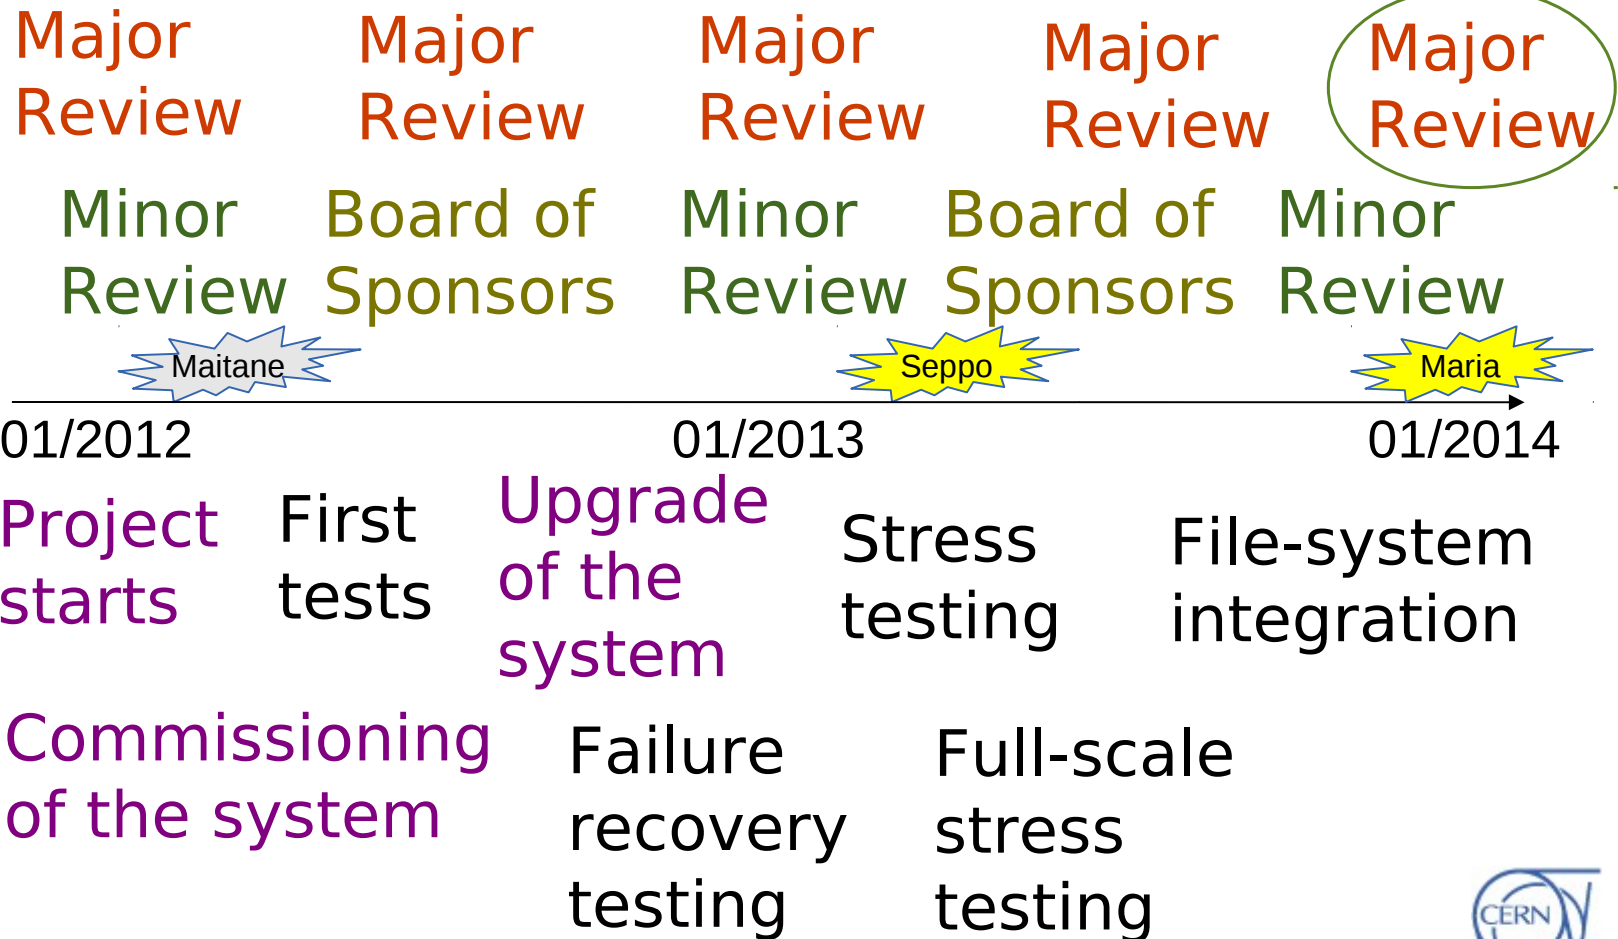 Major
Review
Major
Review
Major
Review
Major
Review
Major
Review
Minor
Review
Board of
Sponsors
Minor
Review
Board of
Sponsors
Minor
Review
Maitane
Seppo
Maria
01/2012
01/2013
01/2014
Project
starts
First
tests
Upgrade
of the
system
Stress
testing
File-system
integration
Commissioning
of the system
Failure
recovery
testing
Full-scale
stress
testing
CERN